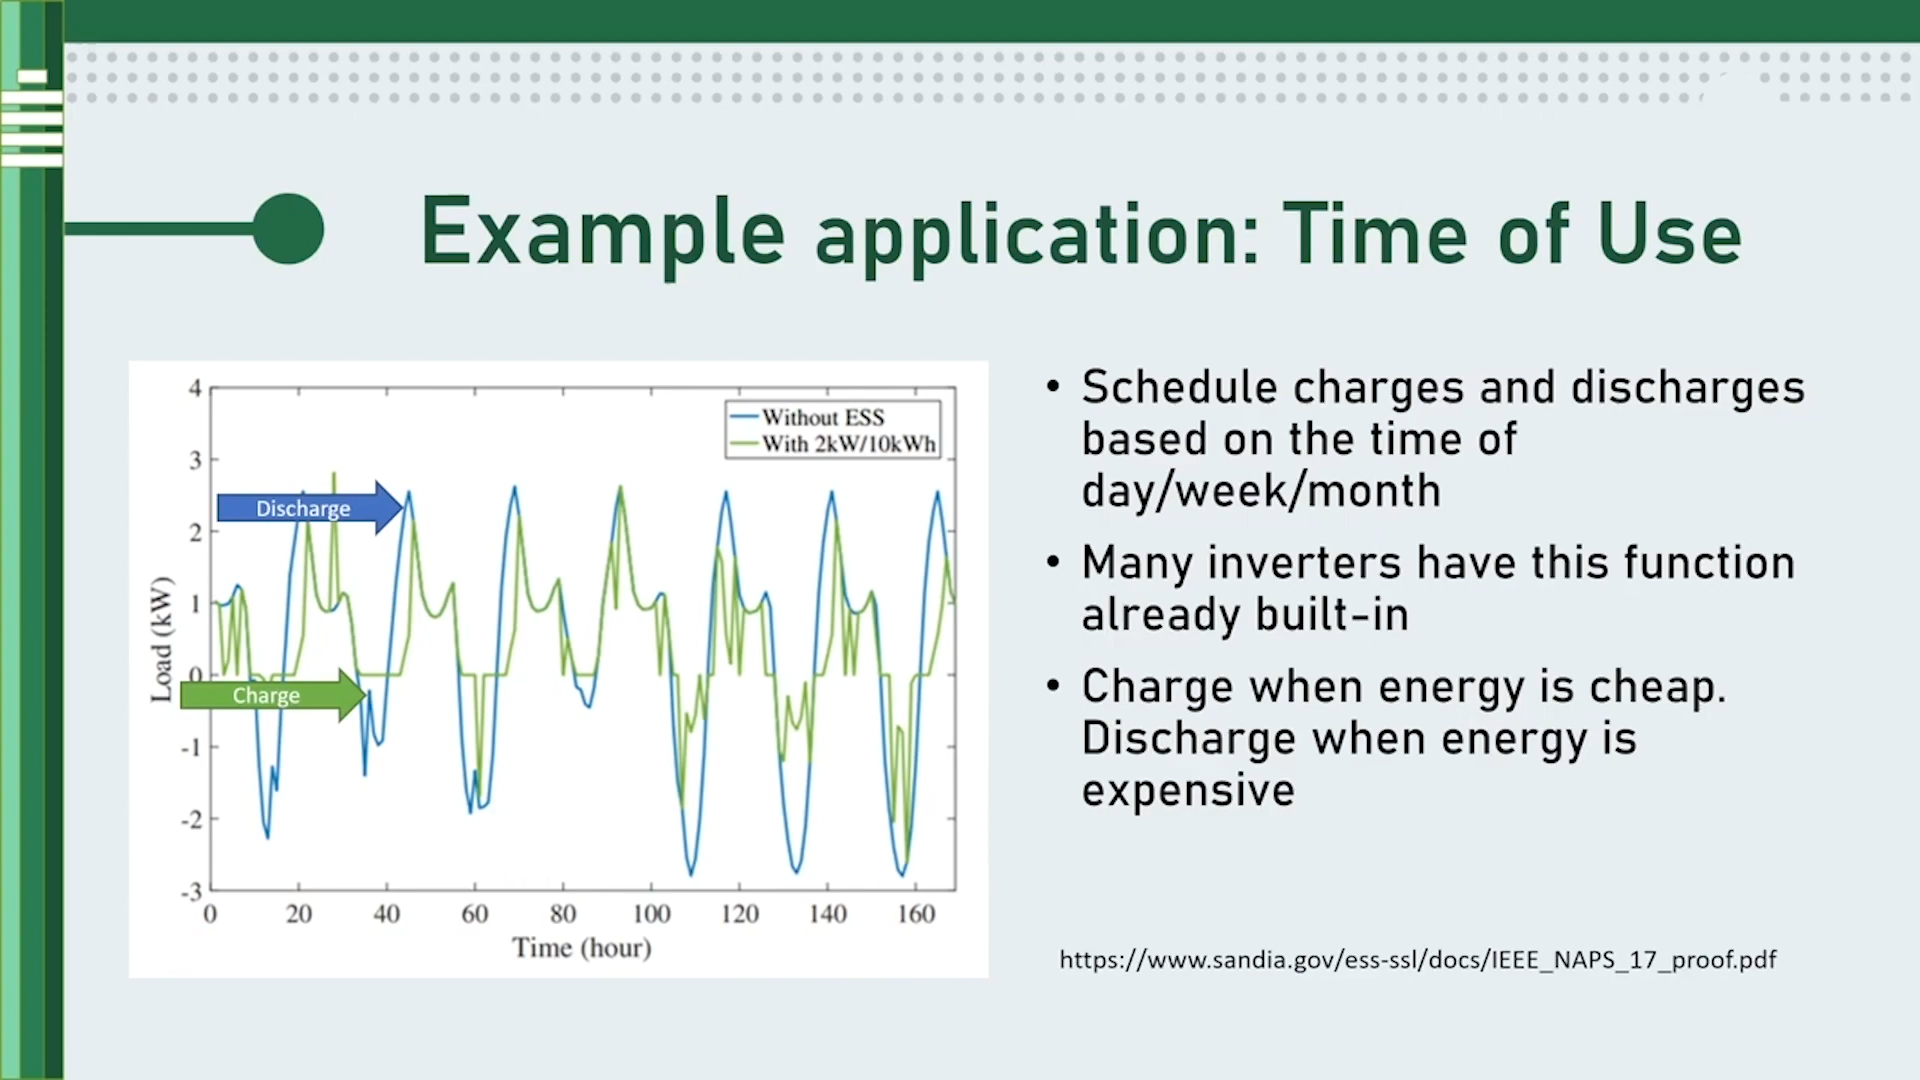 Example application: Time of Use
4
3
2
1
0
-1
-2
-3
Load (kW)
Without ESS
With 2kW/10kWh
Discharge
Charge
0 20 40 60 80 100 120 140 160
Time (hour)
• Schedule charges and discharges
based on the time of
day/week/month
• Many inverters have this function
already built-in
• Charge when energy is cheap.
Discharge when energy is
expensive
https://www.sandia.gov/ess-ssl/docs/IEEE_NAPS_17_proof.pdf